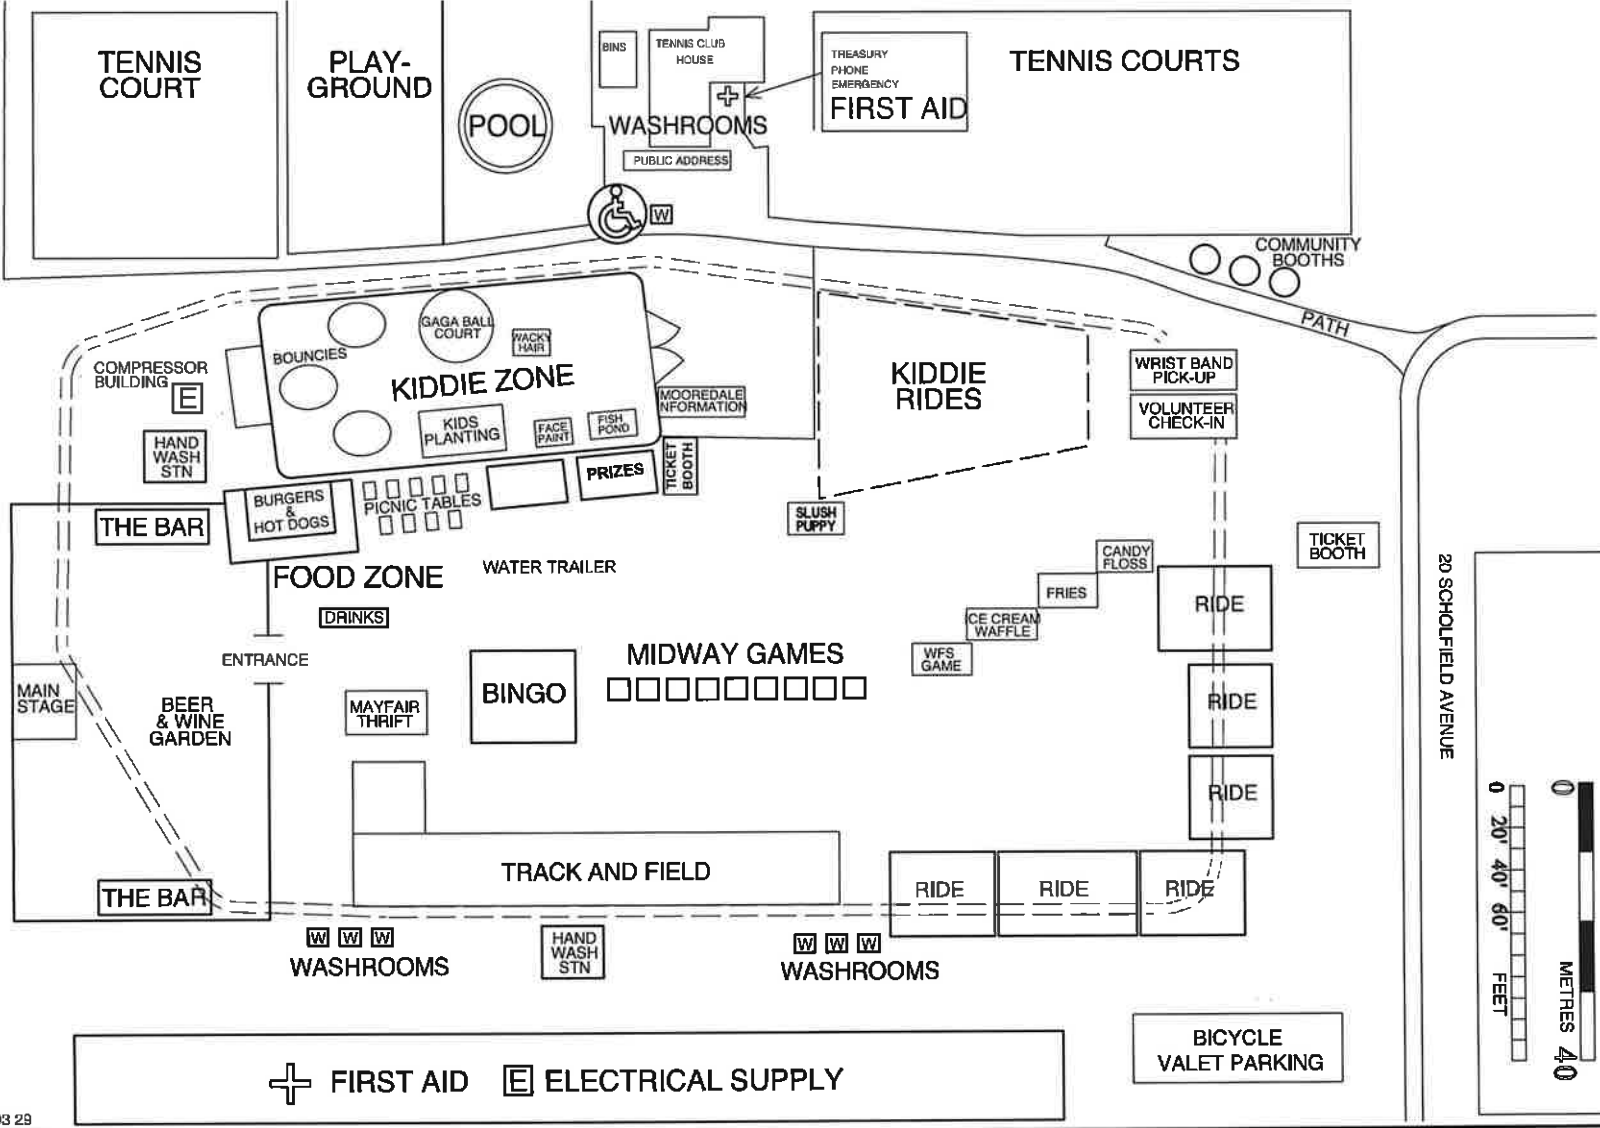 TENNIS
COURT
PLAY-
GROUND
POOL
BINS
TENNIS CLUB
HOUSE
WASHROOMS
PUBLIC ADDRESS
TREASURY
PHONE
EMERGENCY
FIRST AID
TENNIS COURTS
W
COMMUNITY
BOOTHS
PATH
COMPRESSOR
BUILDING
E
HAND
WASH
STN
BOUNCIES
GAGA BALL
COURT
WACKY
HAIR
KIDDIE ZONE
KIDS
PLANTING
FACE
PAINT
FISH
POND
MOOREDALE
NFORMATION
KIDDIE
RIDES
WRIST BAND
PICK-UP
VOLUNTEER
CHECK-IN
TICKET
BOOTH
PRIZES
PICNIC TABLES
BURGERS
&
HOT DOGS
THE BAR
FOOD ZONE
WATER TRAILER
DRINKS
SLUSH
PUPPY
CANDY
FLOSS
FRIES
ICE CREAM
WAFFLE
WFS
GAME
TICKET
BOOTH
RIDE
RIDE
RIDE
20 SCHOLFIELD AVENUE
ENTRANCE
MAIN
STAGE
BEER
& WINE
GARDEN
MAYFAIR
THRIFT
BINGO
MIDWAY GAMES
TRACK AND FIELD
RIDE
RIDE
RIDE
THE BAR
W W W
WASHROOMS
HAND
WASH
STN
W W W
WASHROOMS
0 20' 40' 60' FEET
0 METRES 40
BICYCLE
VALET PARKING
FIRST AID E ELECTRICAL SUPPLY
03 29